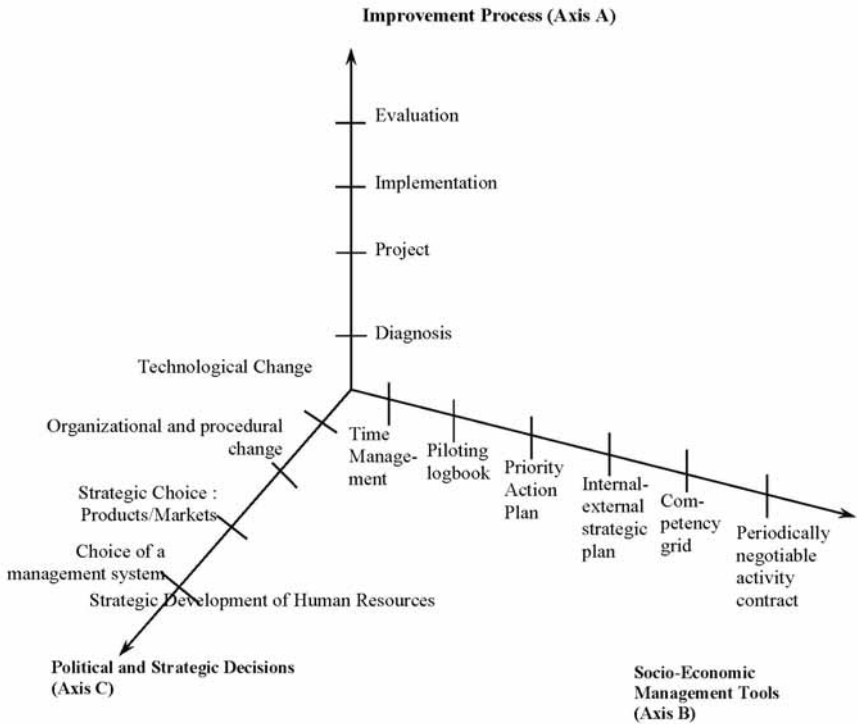 Improvement Process (Axis A)
Evaluation
Implementation
Project
Diagnosis
Technological Change
Organizational and procedural
change
Strategic Choice :
Products/Markets
Choice of a
management system
Strategic Development of Human Resources
Political and Strategic Decisions
(Axis C)
Time
Manage-
ment
Piloting
logbook
Priority
Action
Plan
Internal-
external
strategic
plan
Com-
petency
grid
Periodically
negotiable
activity
contract
Socio-Economic
Management Tools
(Axis B)